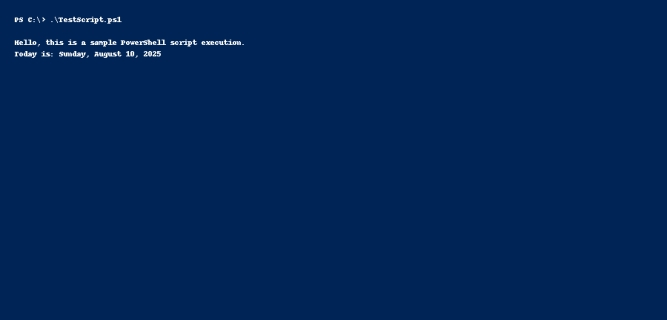 PS C:\> .\TestScript.ps1
Hello, this is a sample PowerShell script execution.
Today is: Sunday, August 10, 2025